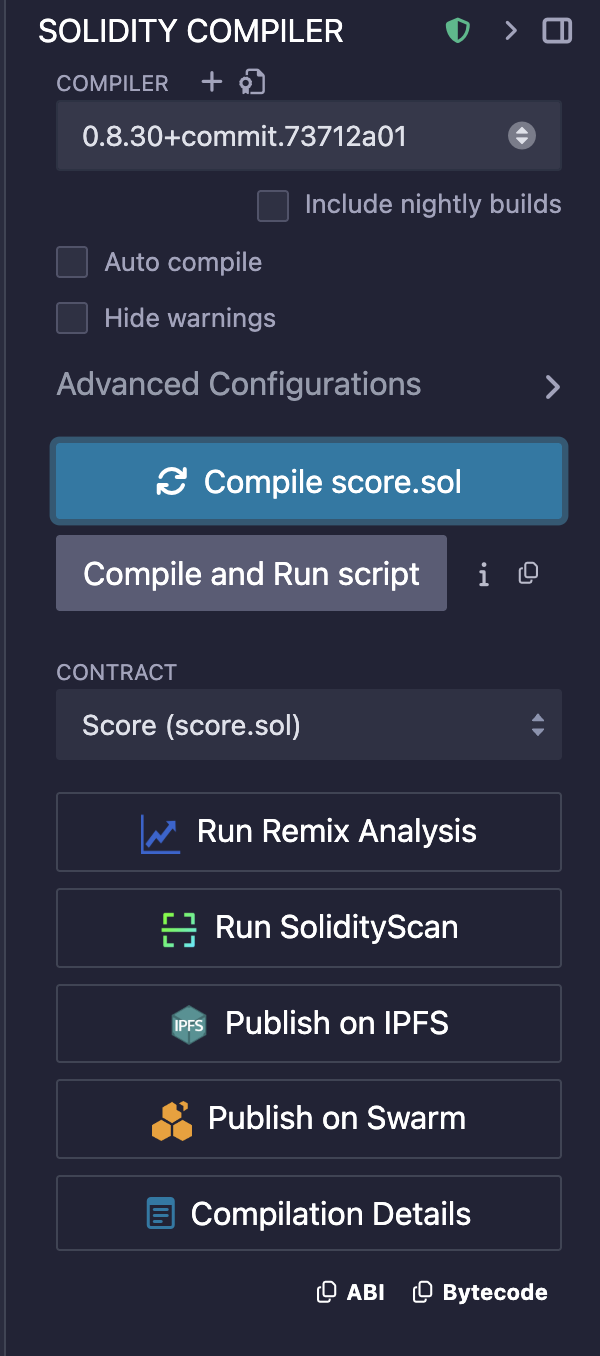 SOLIDITY COMPILER
COMPILER
0.8.30+commit.73712a01
Include nightly builds
Auto compile
Hide warnings
Advanced Configurations
Compile score.sol
Compile and Run script
CONTRACT
Score (score.sol)
Run Remix Analysis
Run SolidityScan
IPFS Publish on IPFS
Publish on Swarm
Compilation Details
ABI Bytecode